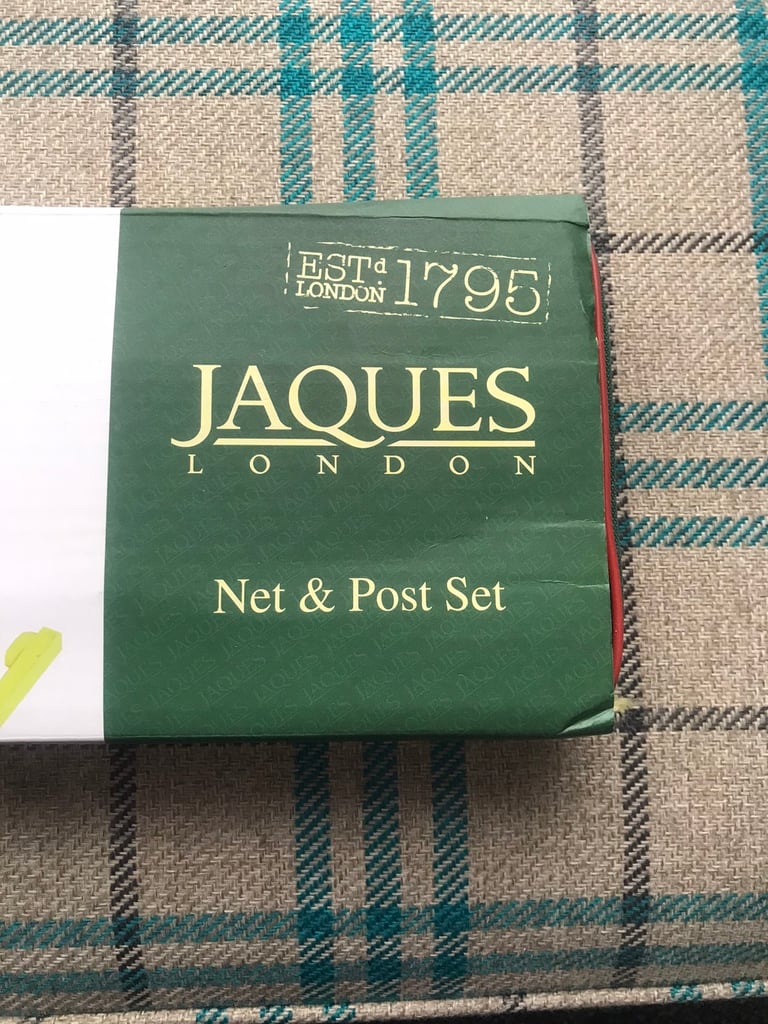 ESTd LONDON 1795
JAQUES
LONDON
Net & Post Set